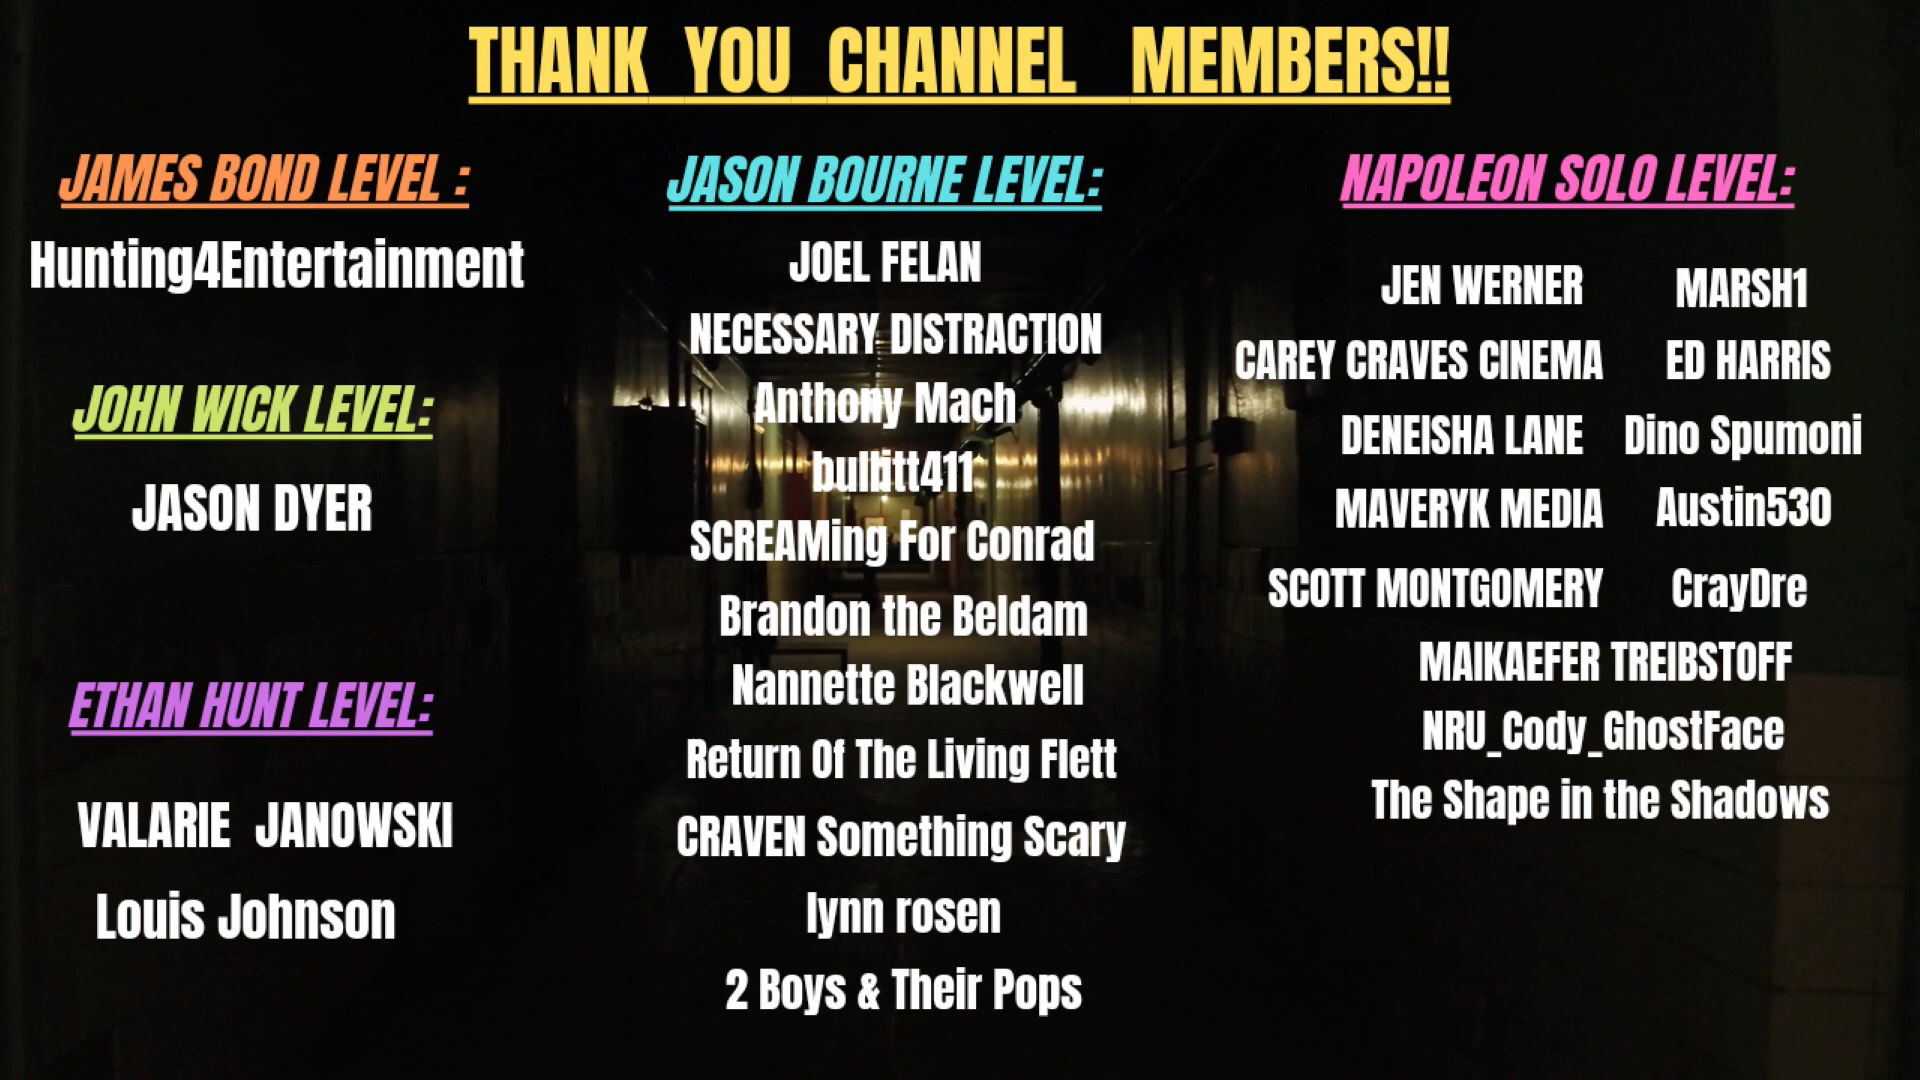 THANK YOU CHANNEL MEMBERS!!
JAMES BOND LEVEL :
Hunting4Entertainment
JOHN WICK LEVEL:
JASON DYER
ETHAN HUNT LEVEL:
VALARIE JANOWSKI
Louis Johnson
JASON BOURNE LEVEL:
JOEL FELAN
NECESSARY DISTRACTION
Anthony Mach
bullitt411
SCREAMing For Conrad
Brandon the Beldam
Nannette Blackwell
Return Of The Living Flett
CRAVEN Something Scary
lynn rosen
2 Boys & Their Pops
NAPOLEON SOLO LEVEL:
JEN WERNER MARSH1
CAREY CRAVES CINEMA ED HARRIS
DENEISHA LANE Dino Spumoni
MAVERYK MEDIA Austin530
SCOTT MONTGOMERY CrayDre
MAIKAEFER TREIBSTOFF
NRU_Cody_GhostFace
The Shape in the Shadows